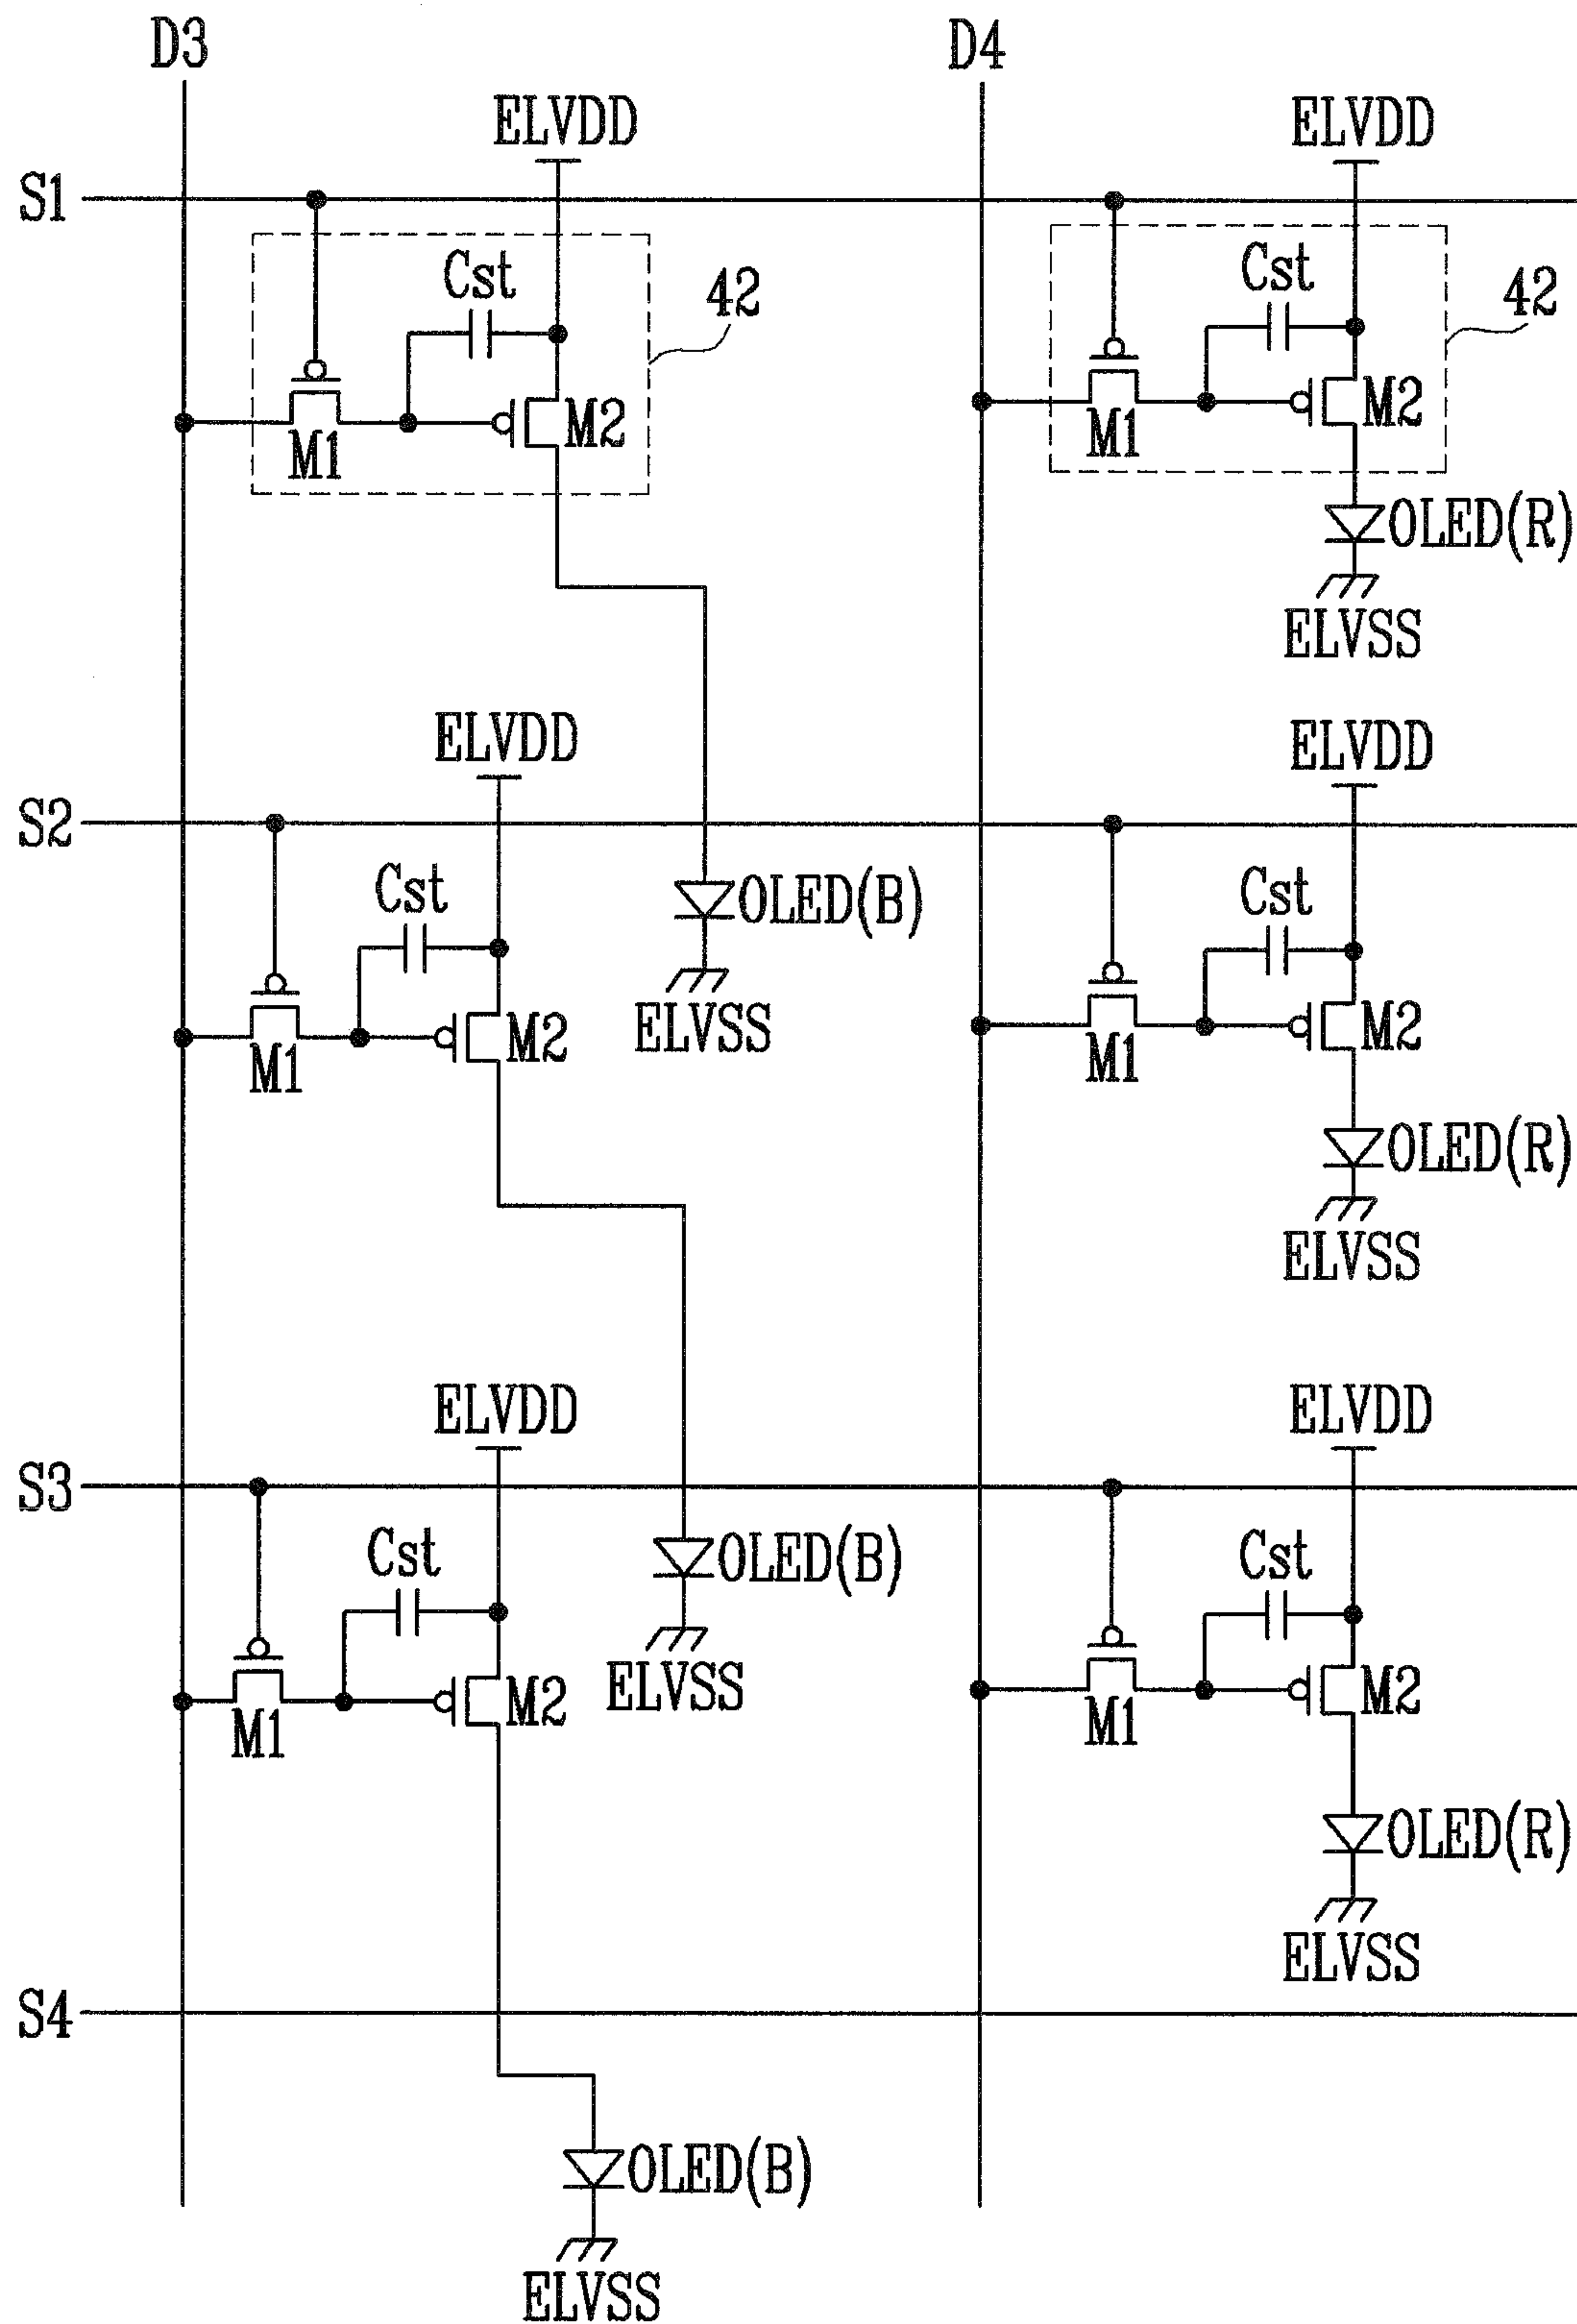 D3
D4
ELVDD
ELVDD
S1
Cst
42
Cst
42
M2
M2
M1
M1
OLED(R)
ELVSS
ELVDD
ELVDD
S2
Cst
OLED(B)
Cst
ELVSS
M2
M2
M1
M1
OLED(R)
ELVSS
ELVDD
ELVDD
S3
Cst
OLED(B)
Cst
ELVSS
M2
M2
M1
M1
OLED(R)
ELVSS
S4
OLED(B)
ELVSS